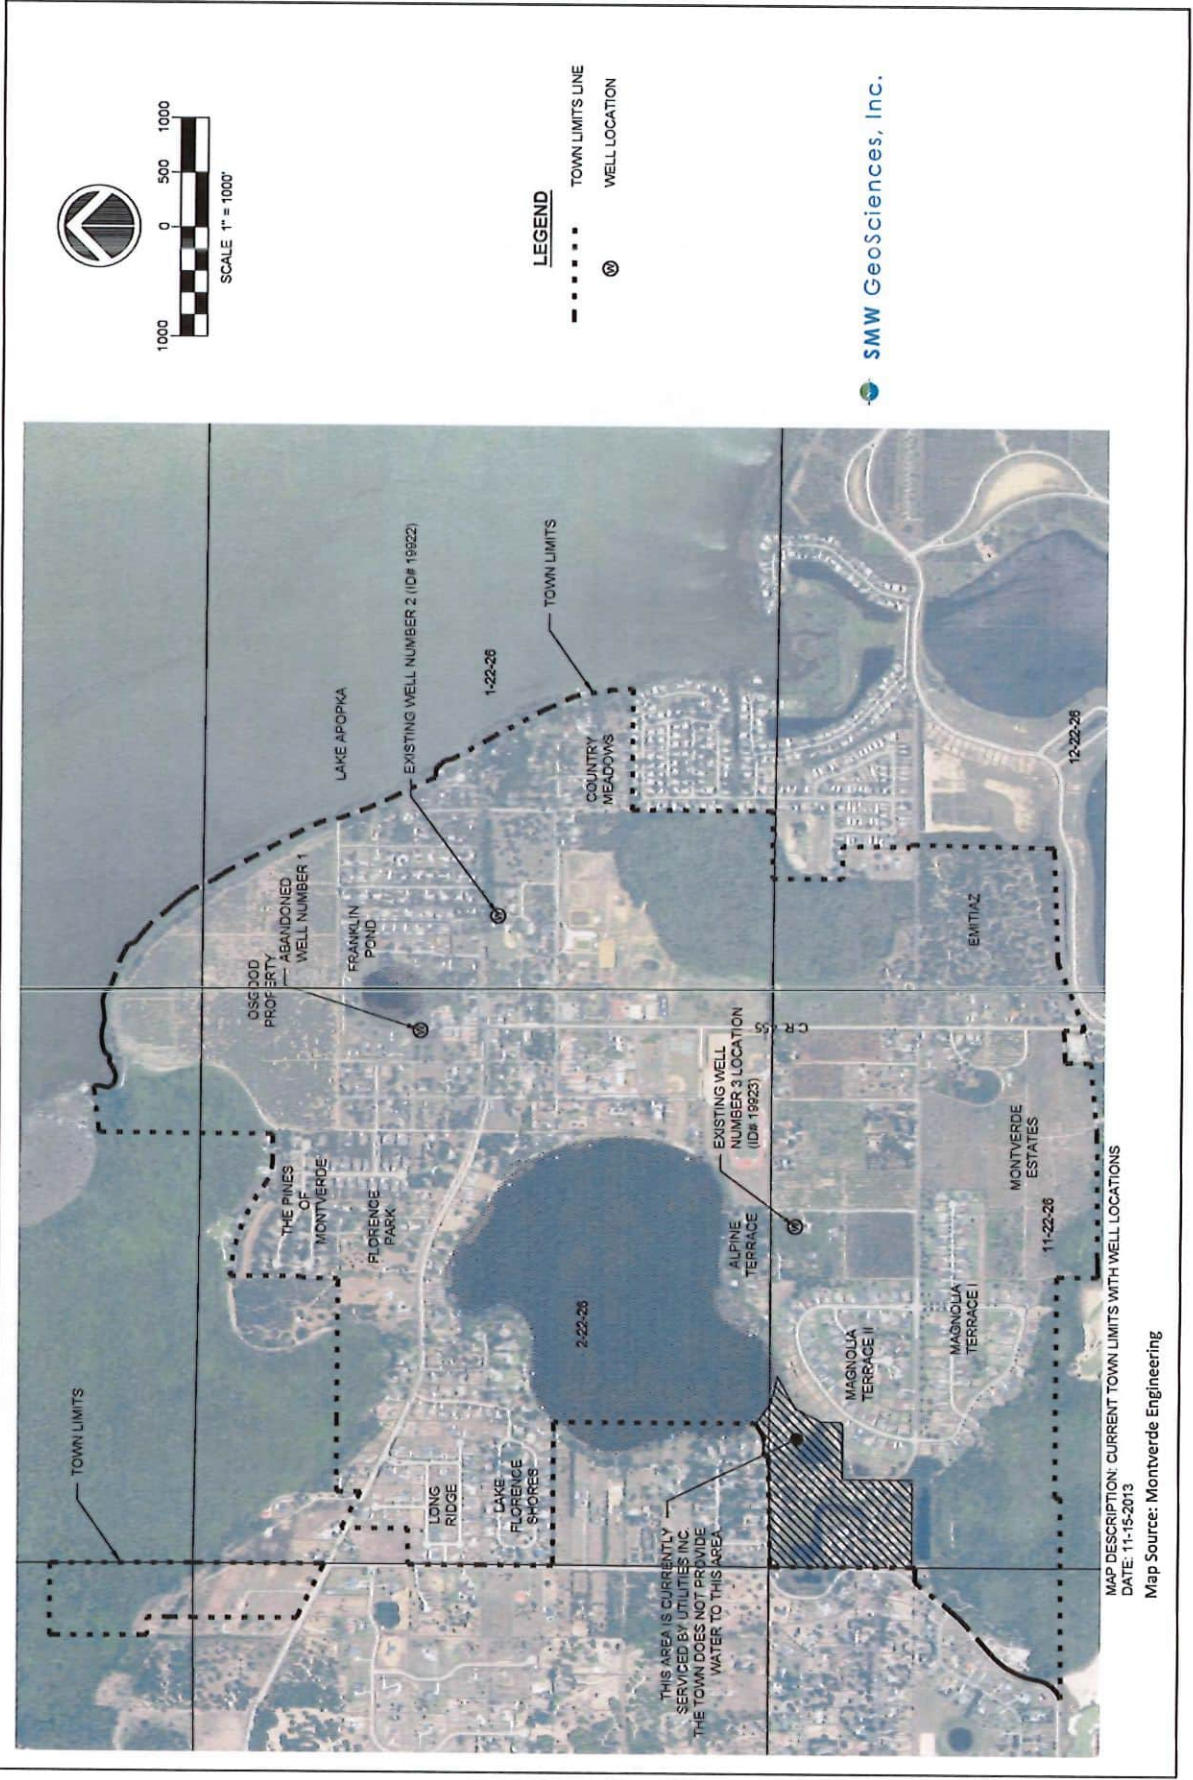 TOWN LIMITS
LAKE APOPKA
OSGOOD
PROPERTY
ABANDONED
WELL NUMBER 1
FRANKLIN
POND
EXISTING WELL NUMBER 2 (ID# 19922)
1-22-26
TOWN LIMITS
THE PINES
OF
MONTVERDE
FLORENCE
PARK
COUNTRY
MEADOWS
LONG
RIDGE
LAKE
FLORENCE
SHORES
2-22-26
THIS AREA IS CURRENTLY
SERVICED BY UTILITIES INC.
THE TOWN DOES NOT PROVIDE
WATER TO THIS AREA
ALPINE
TERRACE
EXISTING WELL
NUMBER 3 LOCATION
(ID# 19923)
C.R. 455
MAGNOLIA
TERRACE II
MAGNOLIA
TERRACE I
EMITIAZ
MONTVERDE
ESTATES
11-22-26
12-22-26
1000
0
500
1000
SCALE 1" = 1000'
LEGEND
TOWN LIMITS LINE
W
WELL LOCATION
SMW GeoSciences, Inc.
MAP DESCRIPTION: CURRENT TOWN LIMITS WITH WELL LOCATIONS
DATE: 11-15-2013
Map Source: Montverde Engineering
W
W
W